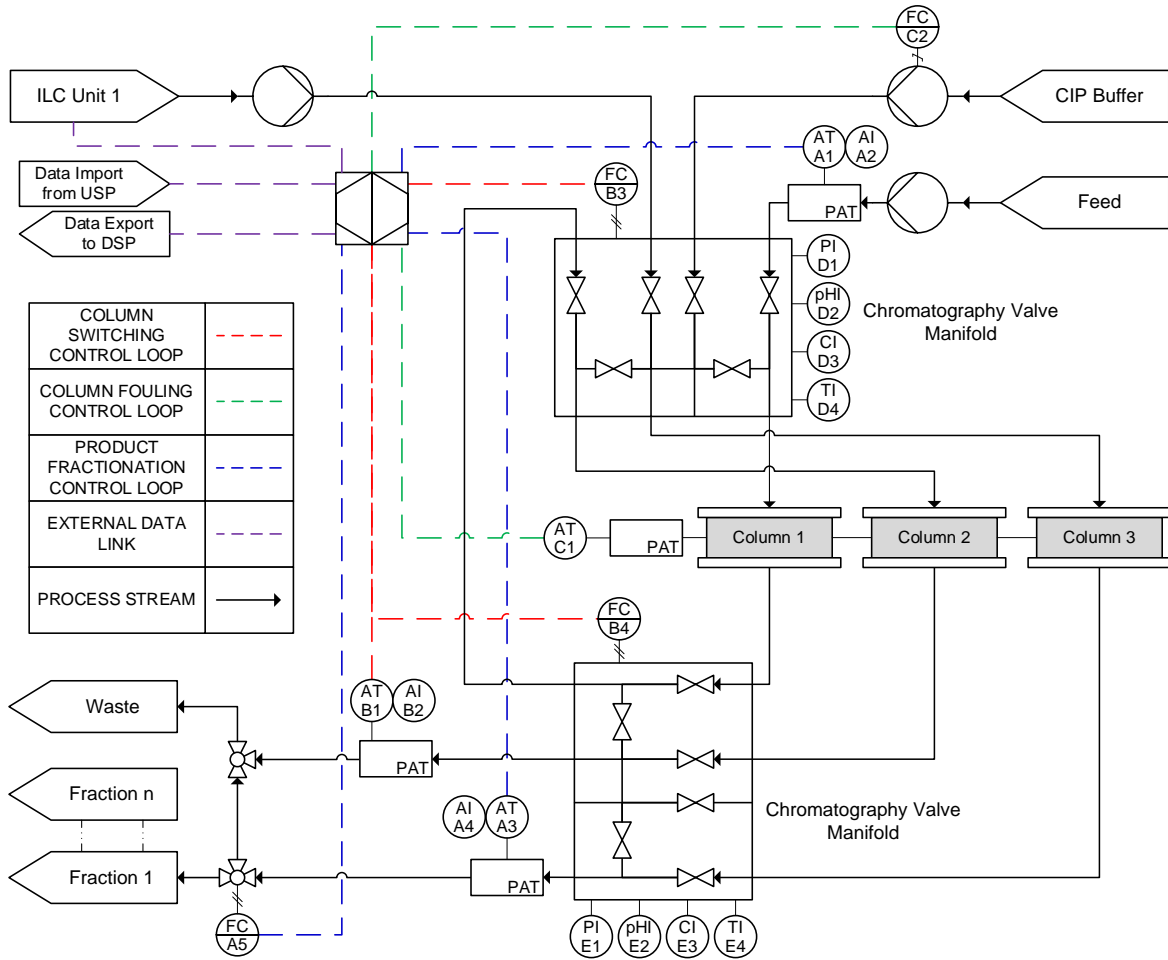 FC
C2
ILC Unit 1
CIP Buffer
AT
A1
AI
A2
Data Import
from USP
FC
B3
PAT
Feed
Data Export
to DSP
PI
D1
pHI
D2
Chromatography Valve
Manifold
CI
D3
TI
D4
COLUMN
SWITCHING
CONTROL LOOP
COLUMN FOULING
CONTROL LOOP
PRODUCT
FRACTIONATION
CONTROL LOOP
EXTERNAL DATA
LINK
PROCESS STREAM
AT
C1
PAT
Column 1
Column 2
Column 3
FC
B4
AT
B1
AI
B2
Waste
PAT
Fraction n
AI
A4
AT
A3
Chromatography Valve
Manifold
Fraction 1
PAT
FC
A5
PI
E1
pHI
E2
CI
E3
TI
E4